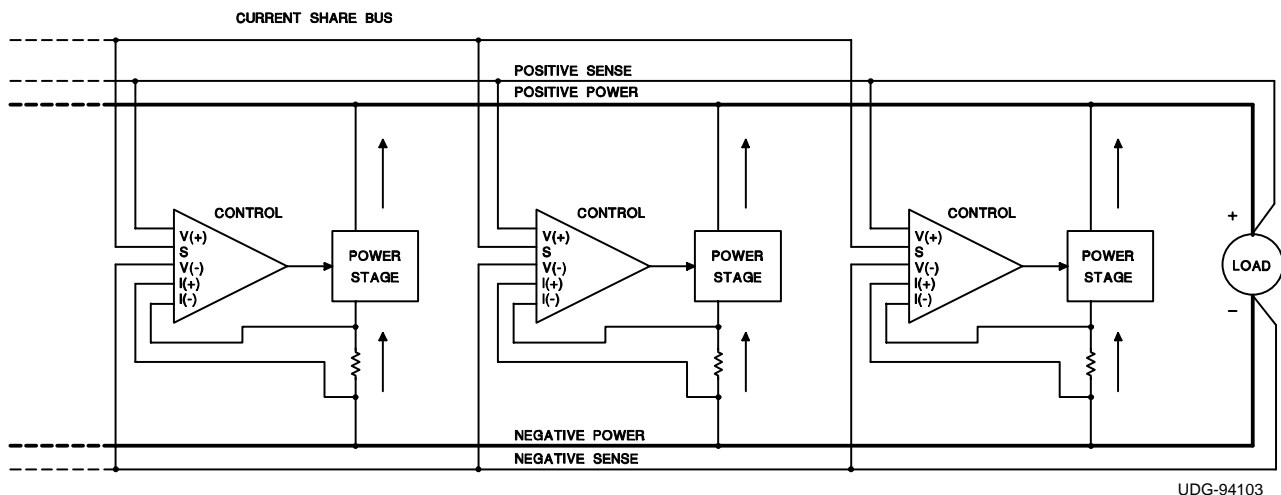 CURRENT SHARE BUS
POSITIVE SENSE
POSITIVE POWER
CONTROL
V(+)
S
V(-)
I(+)
I(-)
POWER
STAGE
CONTROL
V(+)
S
V(-)
I(+)
I(-)
POWER
STAGE
CONTROL
V(+)
S
V(-)
I(+)
I(-)
POWER
STAGE
+
LOAD
−
NEGATIVE POWER
NEGATIVE SENSE
UDG-94103